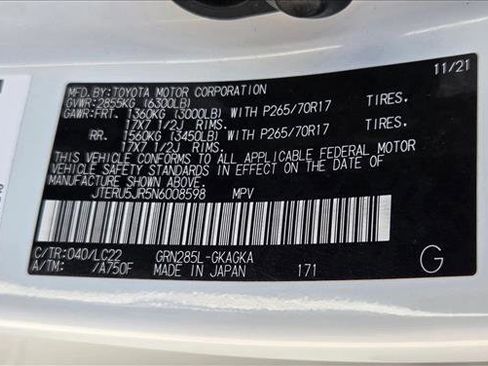 MFD.BY:TOYOTA MOTOR CORPORATION 11/21
GVWR:2855KG (6300LB)
GAWR:FRT. 1360KG (3000LB) WITH P265/70R17 TIRES.
17X7 1/2J RIMS.
RR. 1560KG (3450LB) WITH P265/70R17 TIRES.
17X7 1/2J RIMS.
THIS VEHICLE CONFORMS TO ALL APPLICABLE FEDERAL MOTOR
VEHICLE SAFETY STANDARDS IN EFFECT ON THE DATE OF
MANUFACTURE SHOWN ABOVE.
JTERU5JR5N6008598 MPV
C/TR:040/LC22 GRN285L-GKAGKA
A/TM: /A750F MADE IN JAPAN 171 G